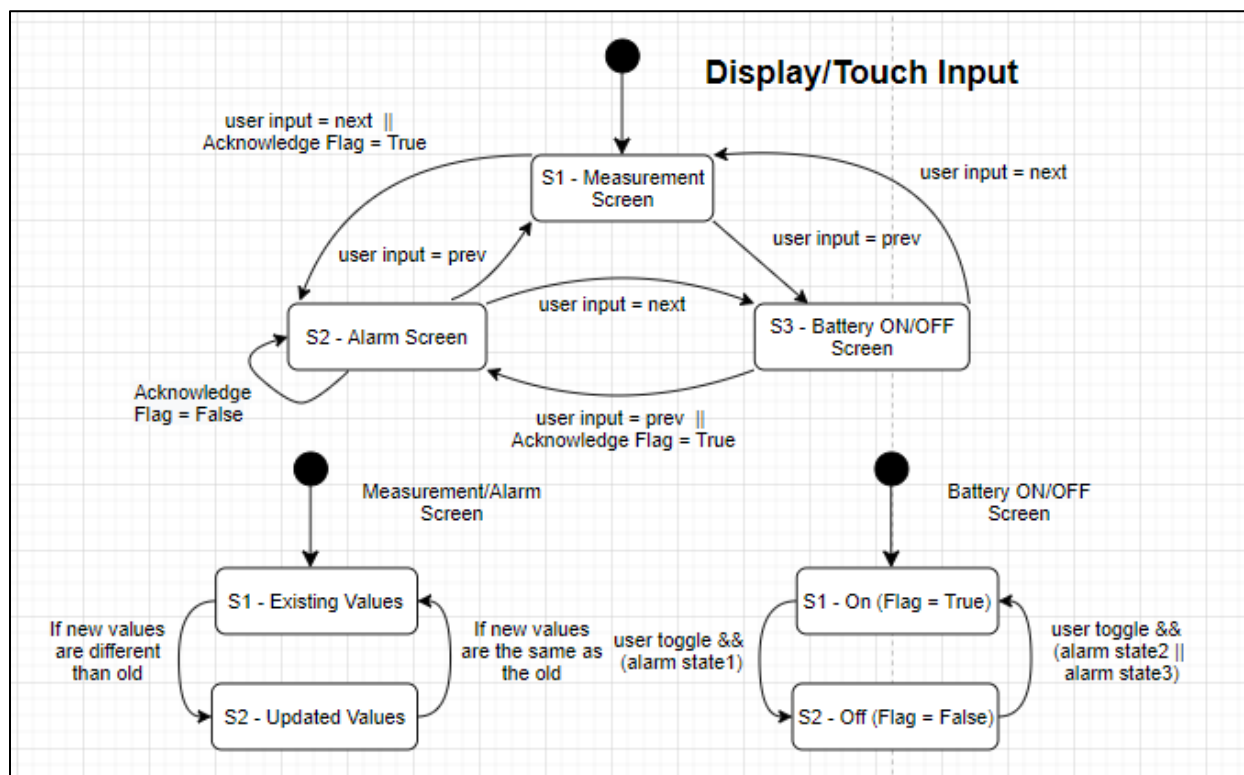 Display/Touch Input
user input = next ||
Acknowledge Flag = True
S1 - Measurement
Screen
user input = next
user input = prev
user input = prev
S2 - Alarm Screen
user input = next
S3 - Battery ON/OFF
Screen
Acknowledge
Flag = False
user input = prev ||
Acknowledge Flag = True
Measurement/Alarm
Screen
Battery ON/OFF
Screen
S1 - Existing Values
If new values
are different
than old
If new values
are the same as
the old
S2 - Updated Values
S1 - On (Flag = True)
user toggle &&
(alarm state1)
user toggle &&
(alarm state2 ||
alarm state3)
S2 - Off (Flag = False)